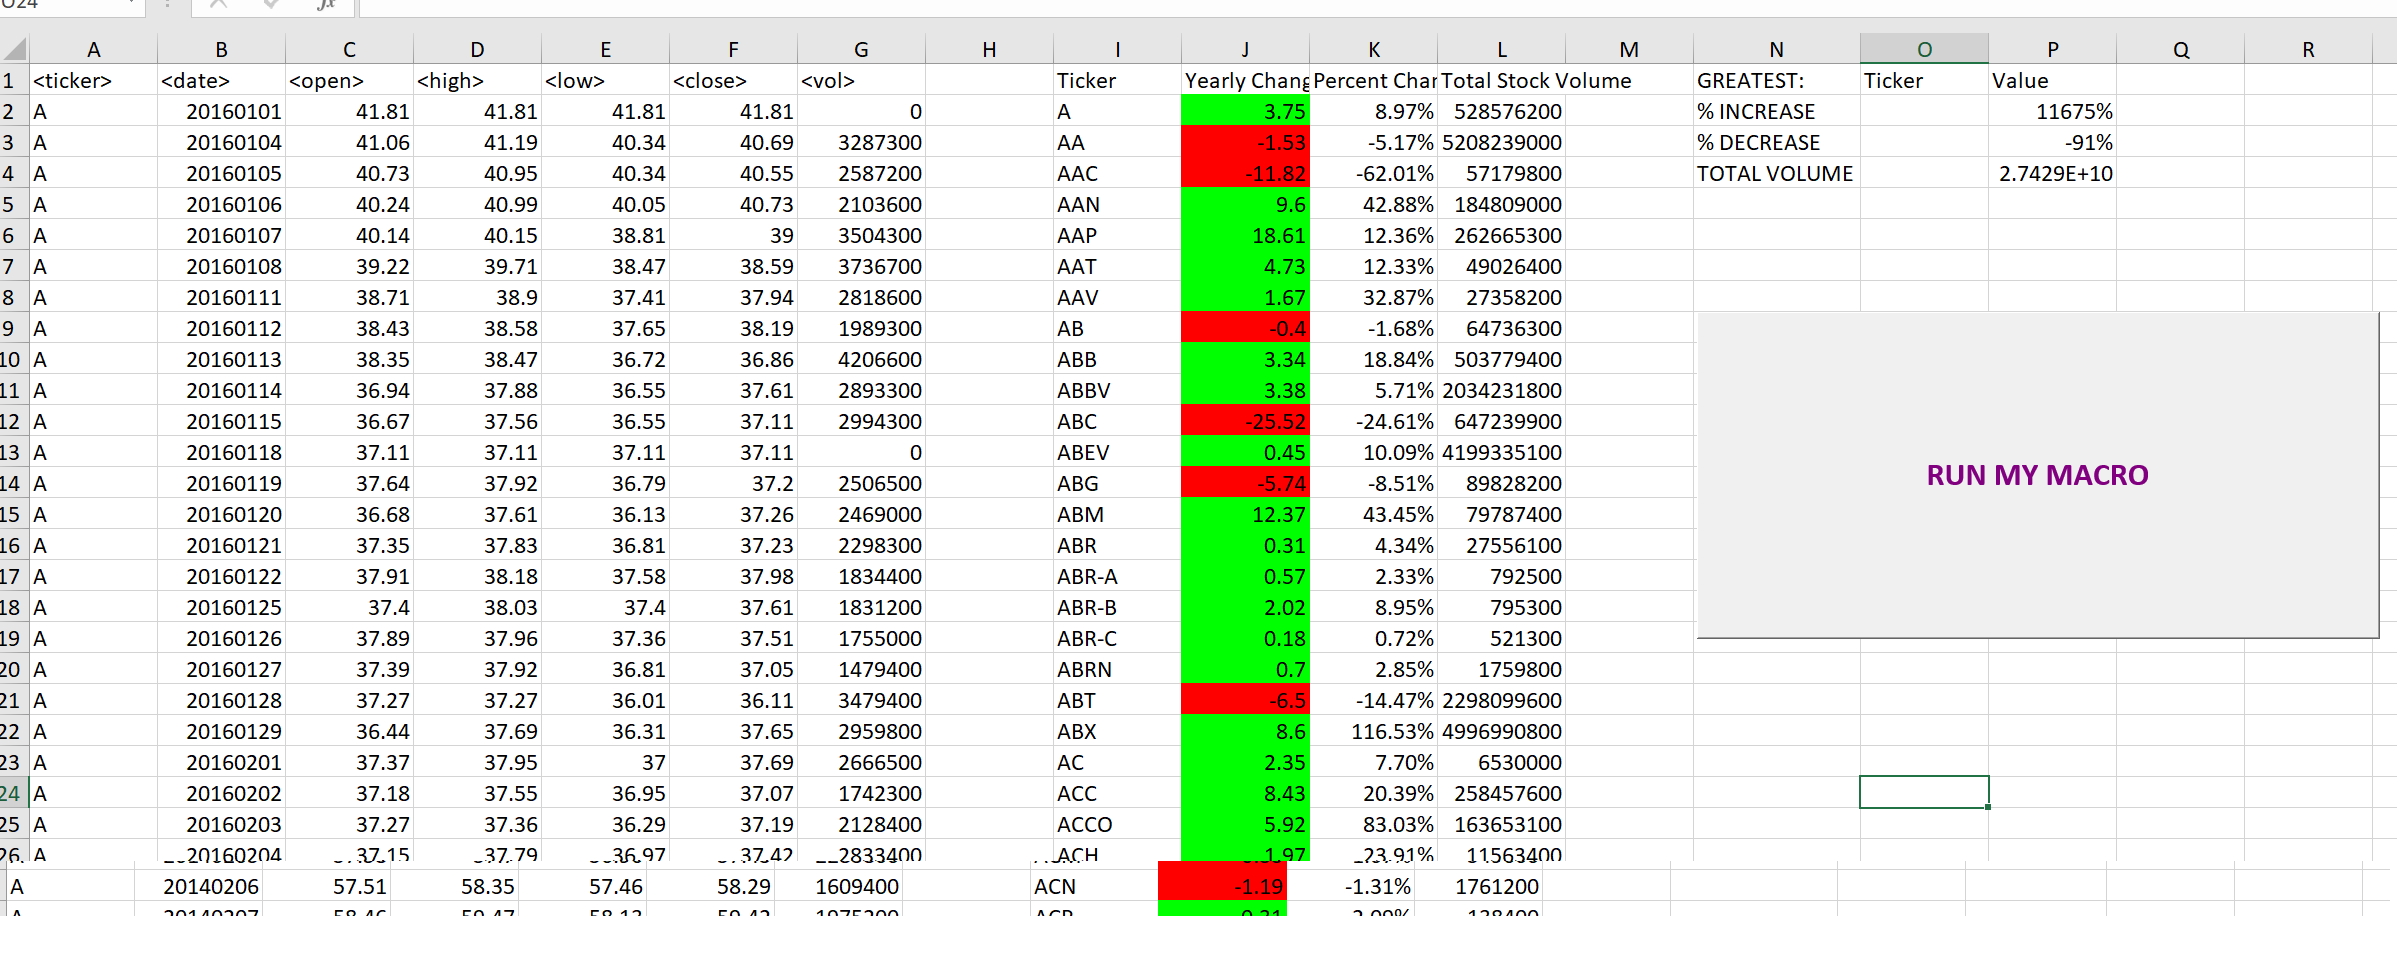 O24 fx
A B C D E F G H I J K L M N O P Q R
1 <ticker> <date> <open> <high> <low> <close> <vol> Ticker Yearly Chang Percent Char Total Stock Volume GREATEST: Ticker Value
2 A 20160101 41.81 41.81 41.81 41.81 0 A 3.75 8.97% 528576200 % INCREASE 11675%
3 A 20160104 41.06 41.19 40.34 40.69 3287300 AA -1.53 -5.17% 5208239000 % DECREASE -91%
4 A 20160105 40.73 40.95 40.34 40.55 2587200 AAC -11.82 -62.01% 57179800 TOTAL VOLUME 2.7429E+10
5 A 20160106 40.24 40.99 40.05 40.73 2103600 AAN 9.6 42.88% 184809000
6 A 20160107 40.14 40.15 38.81 39 3504300 AAP 18.61 12.36% 262665300
7 A 20160108 39.22 39.71 38.47 38.59 3736700 AAT 4.73 12.33% 49026400
8 A 20160111 38.71 38.9 37.41 37.94 2818600 AAV 1.67 32.87% 27358200
9 A 20160112 38.43 38.58 37.65 38.19 1989300 AB -0.4 -1.68% 64736300
10 A 20160113 38.35 38.47 36.72 36.86 4206600 ABB 3.34 18.84% 503779400
11 A 20160114 36.94 37.88 36.55 37.61 2893300 ABBV 3.38 5.71% 2034231800
12 A 20160115 36.67 37.56 36.55 37.11 2994300 ABC -25.52 -24.61% 647239900
13 A 20160118 37.11 37.11 37.11 37.11 0 ABEV 0.45 10.09% 4199335100
14 A 20160119 37.64 37.92 36.79 37.2 2506500 ABG -5.74 -8.51% 89828200
RUN MY MACRO
15 A 20160120 36.68 37.61 36.13 37.26 2469000 ABM 12.37 43.45% 79787400
16 A 20160121 37.35 37.83 36.81 37.23 2298300 ABR 0.31 4.34% 27556100
17 A 20160122 37.91 38.18 37.58 37.98 1834400 ABR-A 0.57 2.33% 792500
18 A 20160125 37.4 38.03 37.4 37.61 1831200 ABR-B 2.02 8.95% 795300
19 A 20160126 37.89 37.96 37.36 37.51 1755000 ABR-C 0.18 0.72% 521300
20 A 20160127 37.39 37.92 36.81 37.05 1479400 ABRN 0.7 2.85% 1759800
21 A 20160128 37.27 37.27 36.01 36.11 3479400 ABT -6.5 -14.47% 2298099600
22 A 20160129 36.44 37.69 36.31 37.65 2959800 ABX 8.6 116.53% 4996990800
23 A 20160201 37.37 37.95 37 37.69 2666500 AC 2.35 7.70% 6530000
24 A 20160202 37.18 37.55 36.95 37.07 1742300 ACC 8.43 20.39% 258457600
25 A 20160203 37.27 37.36 36.29 37.19 2128400 ACCO 5.92 83.03% 163653100
26 A 20160204 37.15 37.79 36.97 37.42 2833400 ACH 1.97 23.91% 11563400
A 20140206 57.51 58.35 57.46 58.29 1609400 ACN -1.19 -1.31% 1761200